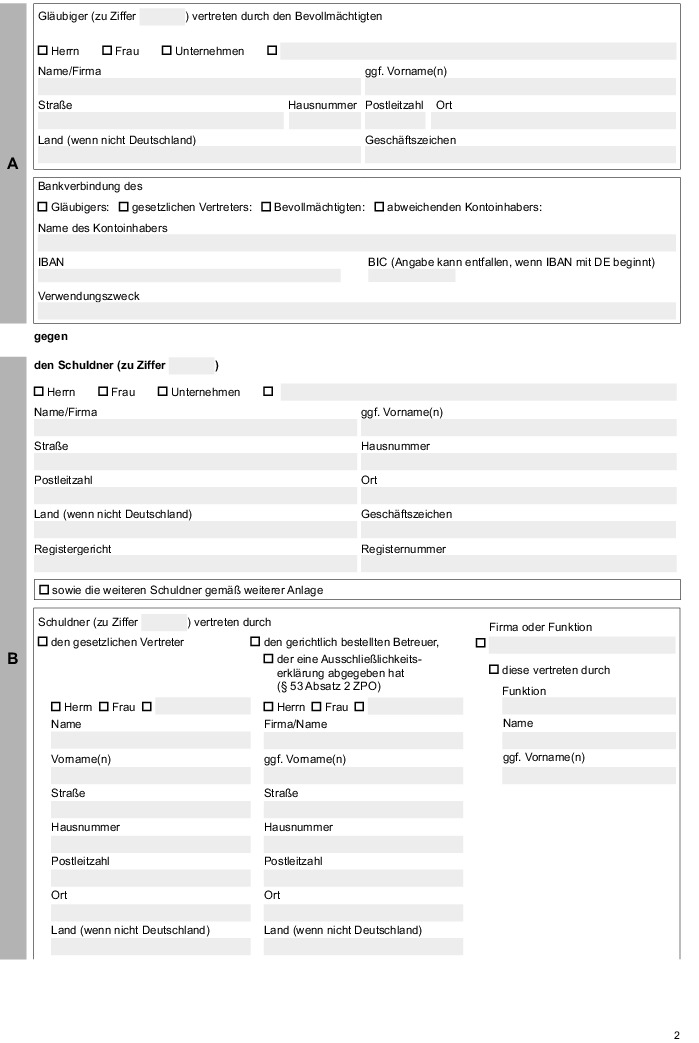 Gläubiger (zu Ziffer ) vertreten durch den Bevollmächtigten
Herrn Frau Unternehmen
Name/Firma ggf. Vorname(n)
Straße Hausnummer Postleitzahl Ort
Land (wenn nicht Deutschland) Geschäftszeichen
A
Bankverbindung des
Gläubigers: gesetzlichen Vertreters: Bevollmächtigten: abweichenden Kontoinhabers:
Name des Kontoinhabers
IBAN BIC (Angabe kann entfallen, wenn IBAN mit DE beginnt)
Verwendungszweck
gegen
den Schuldner (zu Ziffer )
Herrn Frau Unternehmen
Name/Firma ggf. Vorname(n)
Straße Hausnummer
Postleitzahl Ort
Land (wenn nicht Deutschland) Geschäftszeichen
Registergericht Registernummer
sowie die weiteren Schuldner gemäß weiterer Anlage
B
Schuldner (zu Ziffer ) vertreten durch
den gesetzlichen Vertreter
Herrn Frau
Name
Vorname(n)
Straße
Hausnummer
Postleitzahl
Ort
Land (wenn nicht Deutschland)
den gerichtlich bestellten Betreuer,
der eine Ausschließlichkeits-
erklärung abgegeben hat
(§ 53 Absatz 2 ZPO)
Herrn Frau
Firma/Name
ggf. Vorname(n)
Straße
Hausnummer
Postleitzahl
Ort
Land (wenn nicht Deutschland)
Firma oder Funktion
diese vertreten durch
Funktion
Name
ggf. Vorname(n)
2